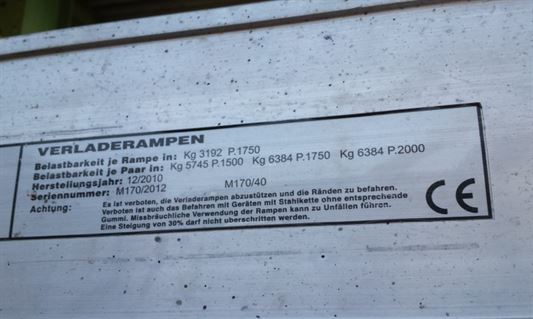 VERLADERAMPEN
Belastbarkeit je Rampe in: Kg 3192 P.1750
Belastbarkeit je Paar in: Kg 5745 P.1500 Kg 6384 P.1750 Kg 6384 P.2000
Herstellungsjahr: 12/2010
Seriennummer: M170/2012 M170/40
Achtung: Es ist verboten, die Verladerampen abzustützen und die Ränden zu befahren.
Verboten ist auch das Befahren mit Geräten mit Stahlkette ohne entsprechende
Gummi. Missbräuchliche Verwendung der Rampen kann zu Unfällen führen.
Eine Steigung von 30% darf nicht uberschritten werden.
CE